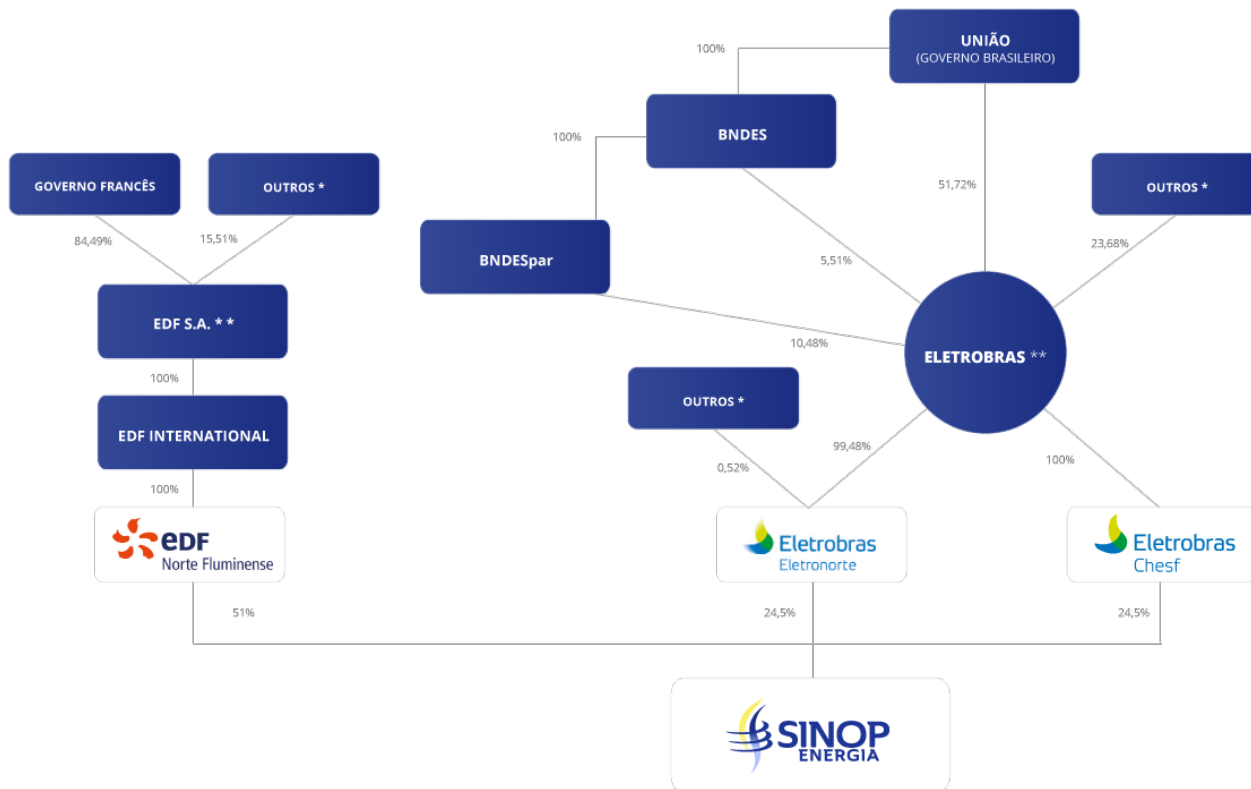 UNIÃO
(GOVERNO BRASILEIRO)
100%
BNDES
100%
GOVERNO FRANCÊS
OUTROS *
51,72%
OUTROS *
84,49%
15,51%
BNDESpar
5,51%
23,68%
EDF S.A. * *
10,48%
ELETROBRAS **
100%
OUTROS *
EDF INTERNATIONAL
99,48%
100%
0,52%
100%
eDF
Norte Fluminense
Eletrobras
Eletronorte
Eletrobras
Chesf
51%
24,5%
24,5%
SINOP
ENERGIA